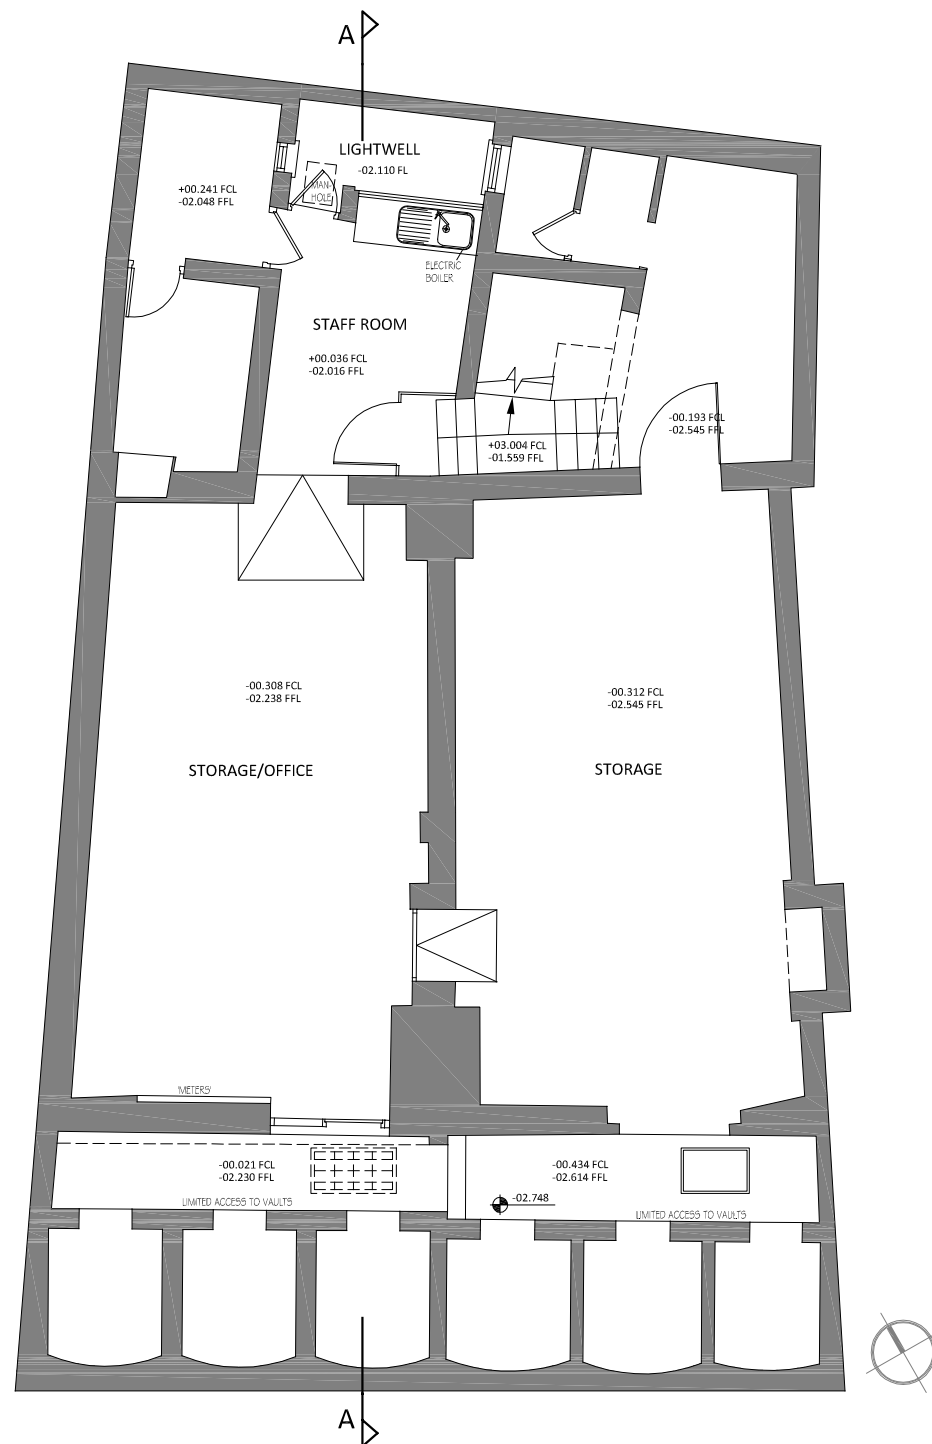 A
LIGHTWELL
-02.110 FL
+00.241 FCL
-02.048 FFL
MAN-
HOLE
ELECTRIC
BOILER
STAFF ROOM
+00.036 FCL
-02.016 FFL
-00.193 FCL
-02.545 FFL
+03.004 FCL
-01.559 FFL
-00.308 FCL
-02.238 FFL
-00.312 FCL
-02.545 FFL
STORAGE/OFFICE
STORAGE
'METERS'
-00.021 FCL
-02.230 FFL
-00.434 FCL
-02.614 FFL
LIMITED ACCESS TO VAULTS
-02.748
LIMITED ACCESS TO VAULTS
A